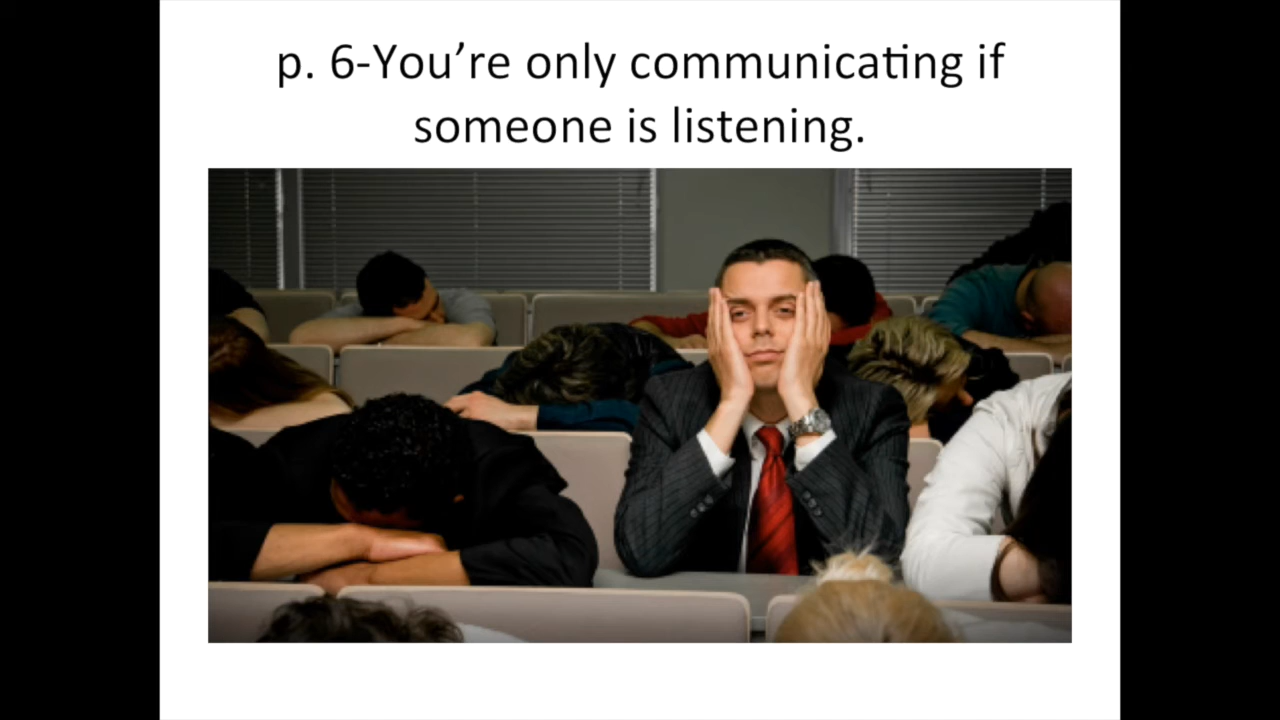 p. 6-You’re only communicating if
someone is listening.